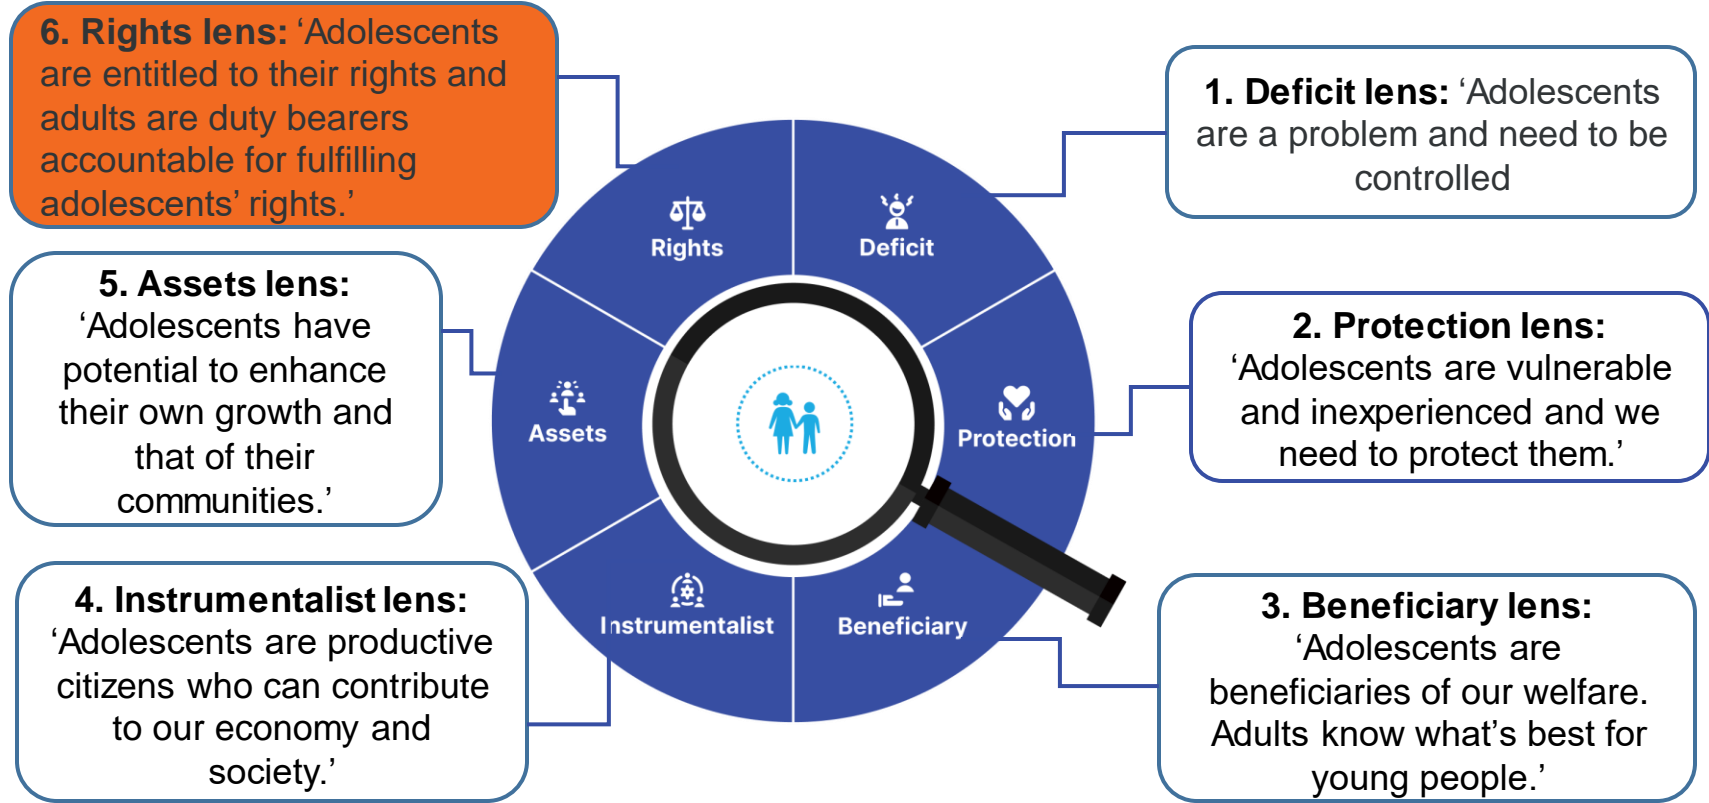 6. Rights lens: ‘Adolescents
are entitled to their rights and
adults are duty bearers
accountable for fulfilling
adolescents’ rights.’
1. Deficit lens: ‘Adolescents
are a problem and need to be
controlled
Rights
Deficit
5. Assets lens:
‘Adolescents have
potential to enhance
their own growth and
that of their
communities.’
2. Protection lens:
‘Adolescents are vulnerable
and inexperienced and we
need to protect them.’
Assets
Protection
4. Instrumentalist lens:
‘Adolescents are productive
citizens who can contribute
to our economy and
society.’
Instrumentalist
Beneficiary
3. Beneficiary lens:
‘Adolescents are
beneficiaries of our welfare.
Adults know what’s best for
young people.’